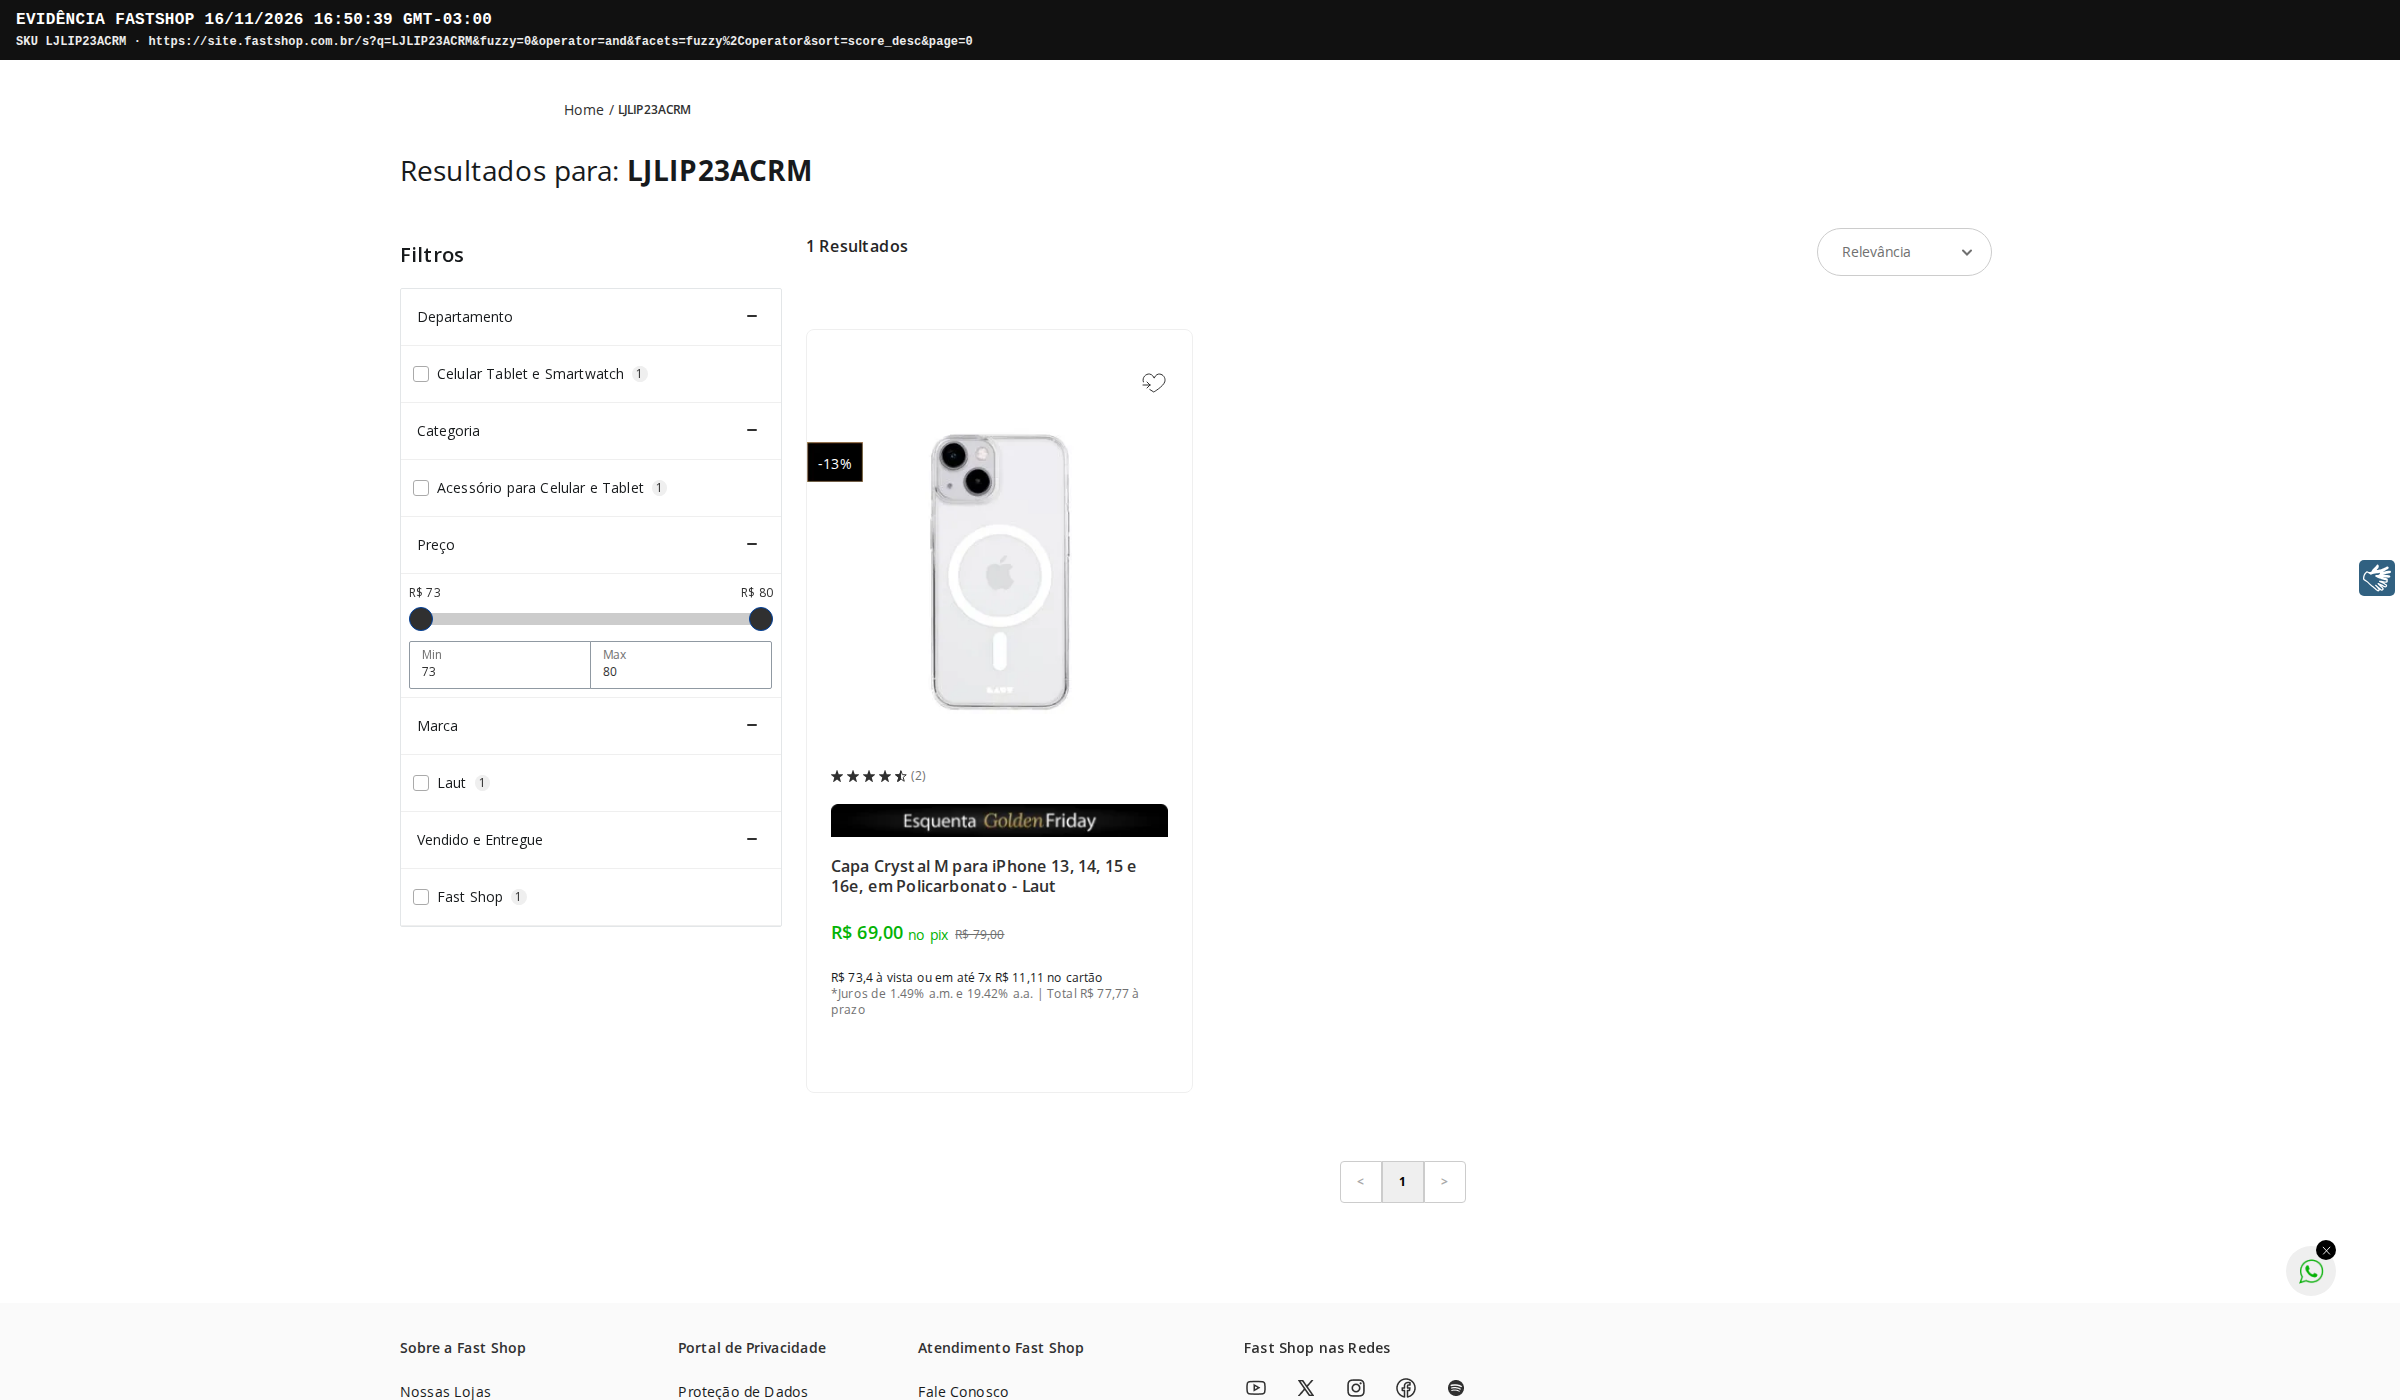 EVIDÊNCIA FASTSHOP 16/11/2026 16:50:39 GMT-03:00
SKU LJLIP23ACRM · https://site.fastshop.com.br/s?q=LJLIP23ACRM&fuzzy=0&operator=and&facets=fuzzy%2Coperator&sort=score_desc&page=0
Home / LJLIP23ACRM
Resultados para: LJLIP23ACRM
Filtros
Departamento
Celular Tablet e Smartwatch 1
Categoria
Acessório para Celular e Tablet 1
Preço
R$ 73 R$ 80
Min Max
73 80
Marca
Laut 1
Vendido e Entregue
Fast Shop 1
1 Resultados
Relevância
-13%
LAUT
(2)
Esquenta Golden Friday
Capa Crystal M para iPhone 13, 14, 15 e
16e, em Policarbonato - Laut
R$ 69,00 no pix R$ 79,00
R$ 73,4 à vista ou em até 7x R$ 11,11 no cartão
*Juros de 1.49% a.m. e 19.42% a.a. | Total R$ 77,77 à
prazo
< 1 >
Sobre a Fast Shop
Nossas Lojas
Portal de Privacidade
Proteção de Dados
Atendimento Fast Shop
Fale Conosco
Fast Shop nas Redes